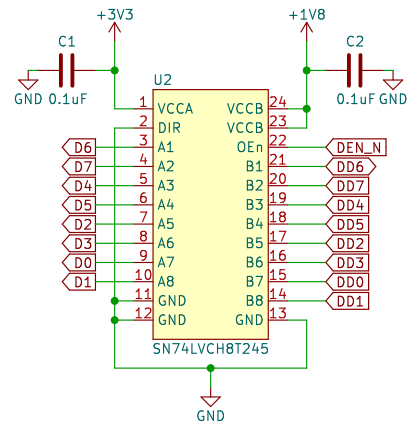 +3V3 +1V8
C1 C2
U2
GND 0.1uF 0.1uF GND
1 VCCA VCCB 24
2 DIR VCCB 23
D6 3 A1 OEn 22 DEN_N
D7 4 A2 B1 21 DD6
D4 5 A3 B2 20 DD7
D5 6 A4 B3 19 DD4
D2 7 A5 B4 18 DD5
D3 8 A6 B5 17 DD2
D0 9 A7 B6 16 DD3
D1 10 A8 B7 15 DD0
11 GND B8 14 DD1
12 GND GND 13
SN74LVCH8T245
GND